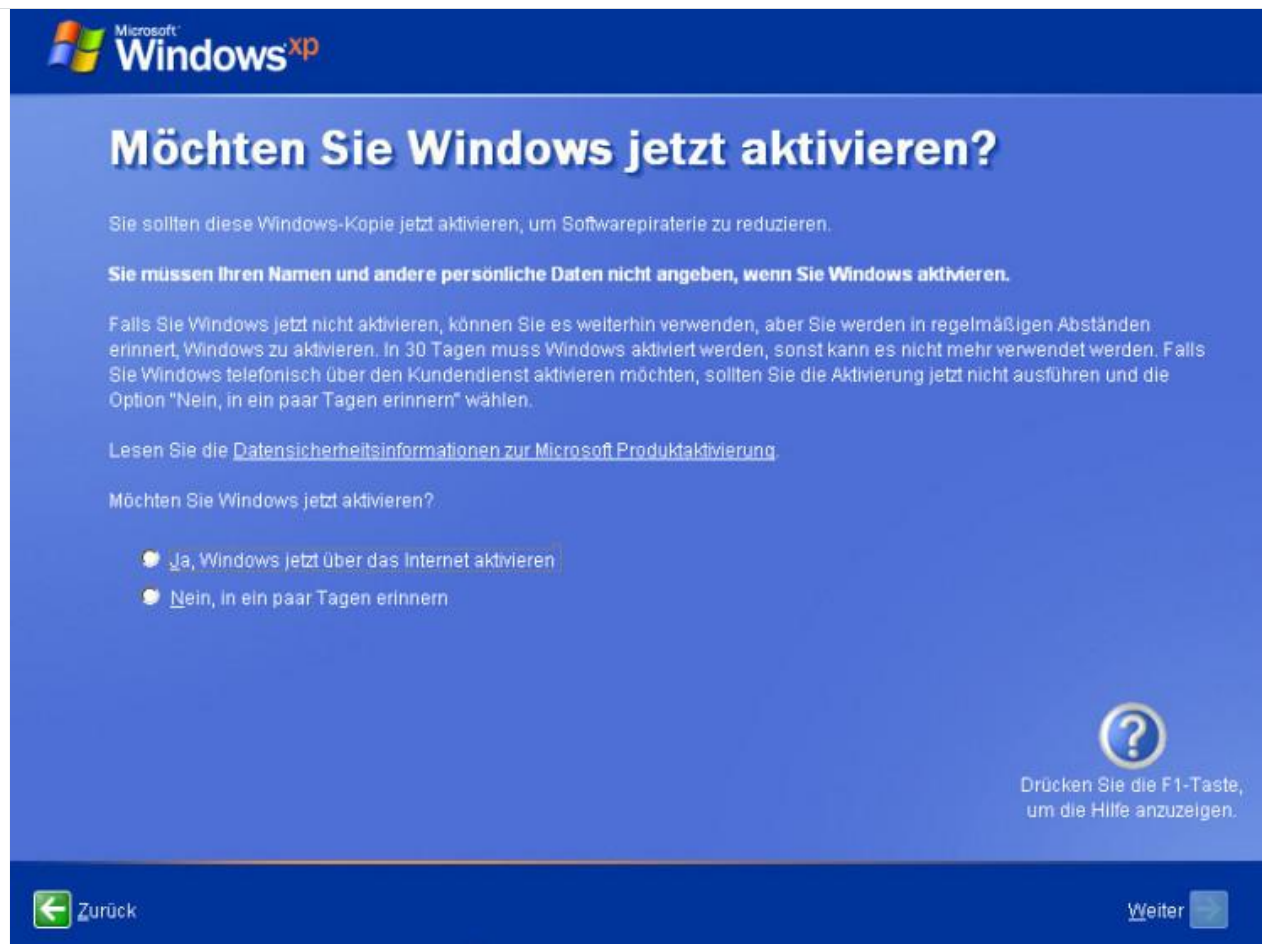 Microsoft
Windows xp
Möchten Sie Windows jetzt aktivieren?
Sie sollten diese Windows-Kopie jetzt aktivieren, um Softwarepiraterie zu reduzieren.
Sie müssen Ihren Namen und andere persönliche Daten nicht angeben, wenn Sie Windows aktivieren.
Falls Sie Windows jetzt nicht aktivieren, können Sie es weiterhin verwenden, aber Sie werden in regelmäßigen Abständen
erinnert, Windows zu aktivieren. In 30 Tagen muss Windows aktiviert werden, sonst kann es nicht mehr verwendet werden. Falls
Sie Windows telefonisch über den Kundendienst aktivieren möchten, sollten Sie die Aktivierung jetzt nicht ausführen und die
Option "Nein, in ein paar Tagen erinnern" wählen.
Lesen Sie die Datensicherheitsinformationen zur Microsoft Produktaktivierung.
Möchten Sie Windows jetzt aktivieren?
Ja, Windows jetzt über das Internet aktivieren
Nein, in ein paar Tagen erinnern
Drücken Sie die F1-Taste,
um die Hilfe anzuzeigen.
Zurück
Weiter